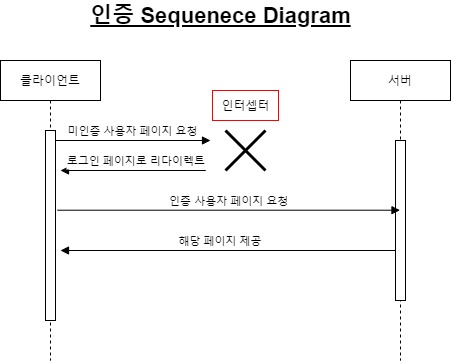 인증 Sequenece Diagram
클라이언트
서버
인터셉터
미인증 사용자 페이지 요청
로그인 페이지로 리다이렉트
인증 사용자 페이지 요청
해당 페이지 제공